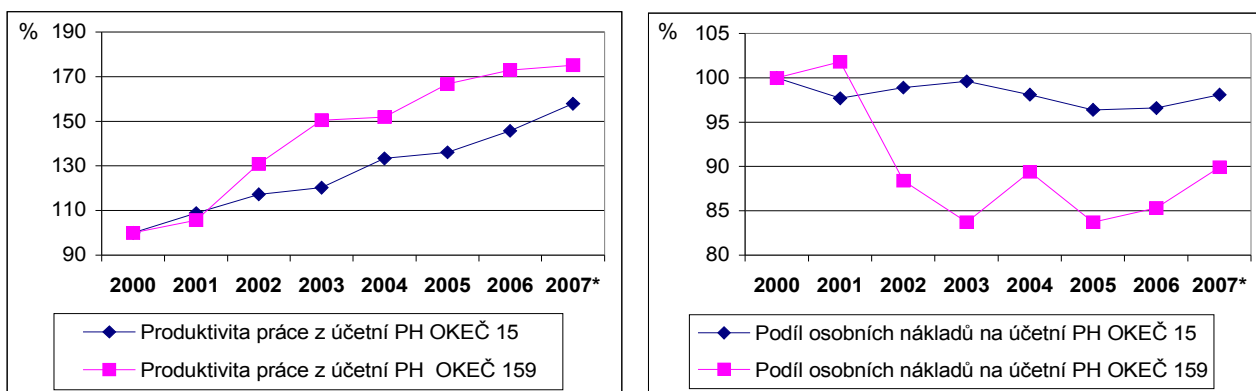 %
190
170
150
130
110
90
2000 2001 2002 2003 2004 2005 2006 2007*
Produktivita práce z účetní PH OKEČ 15
Produktivita práce z účetní PH OKEČ 159
%
105
100
95
90
85
80
2000 2001 2002 2003 2004 2005 2006 2007*
Podíl osobních nákladů na účetní PH OKEČ 15
Podíl osobních nákladů na účetní PH OKEČ 159